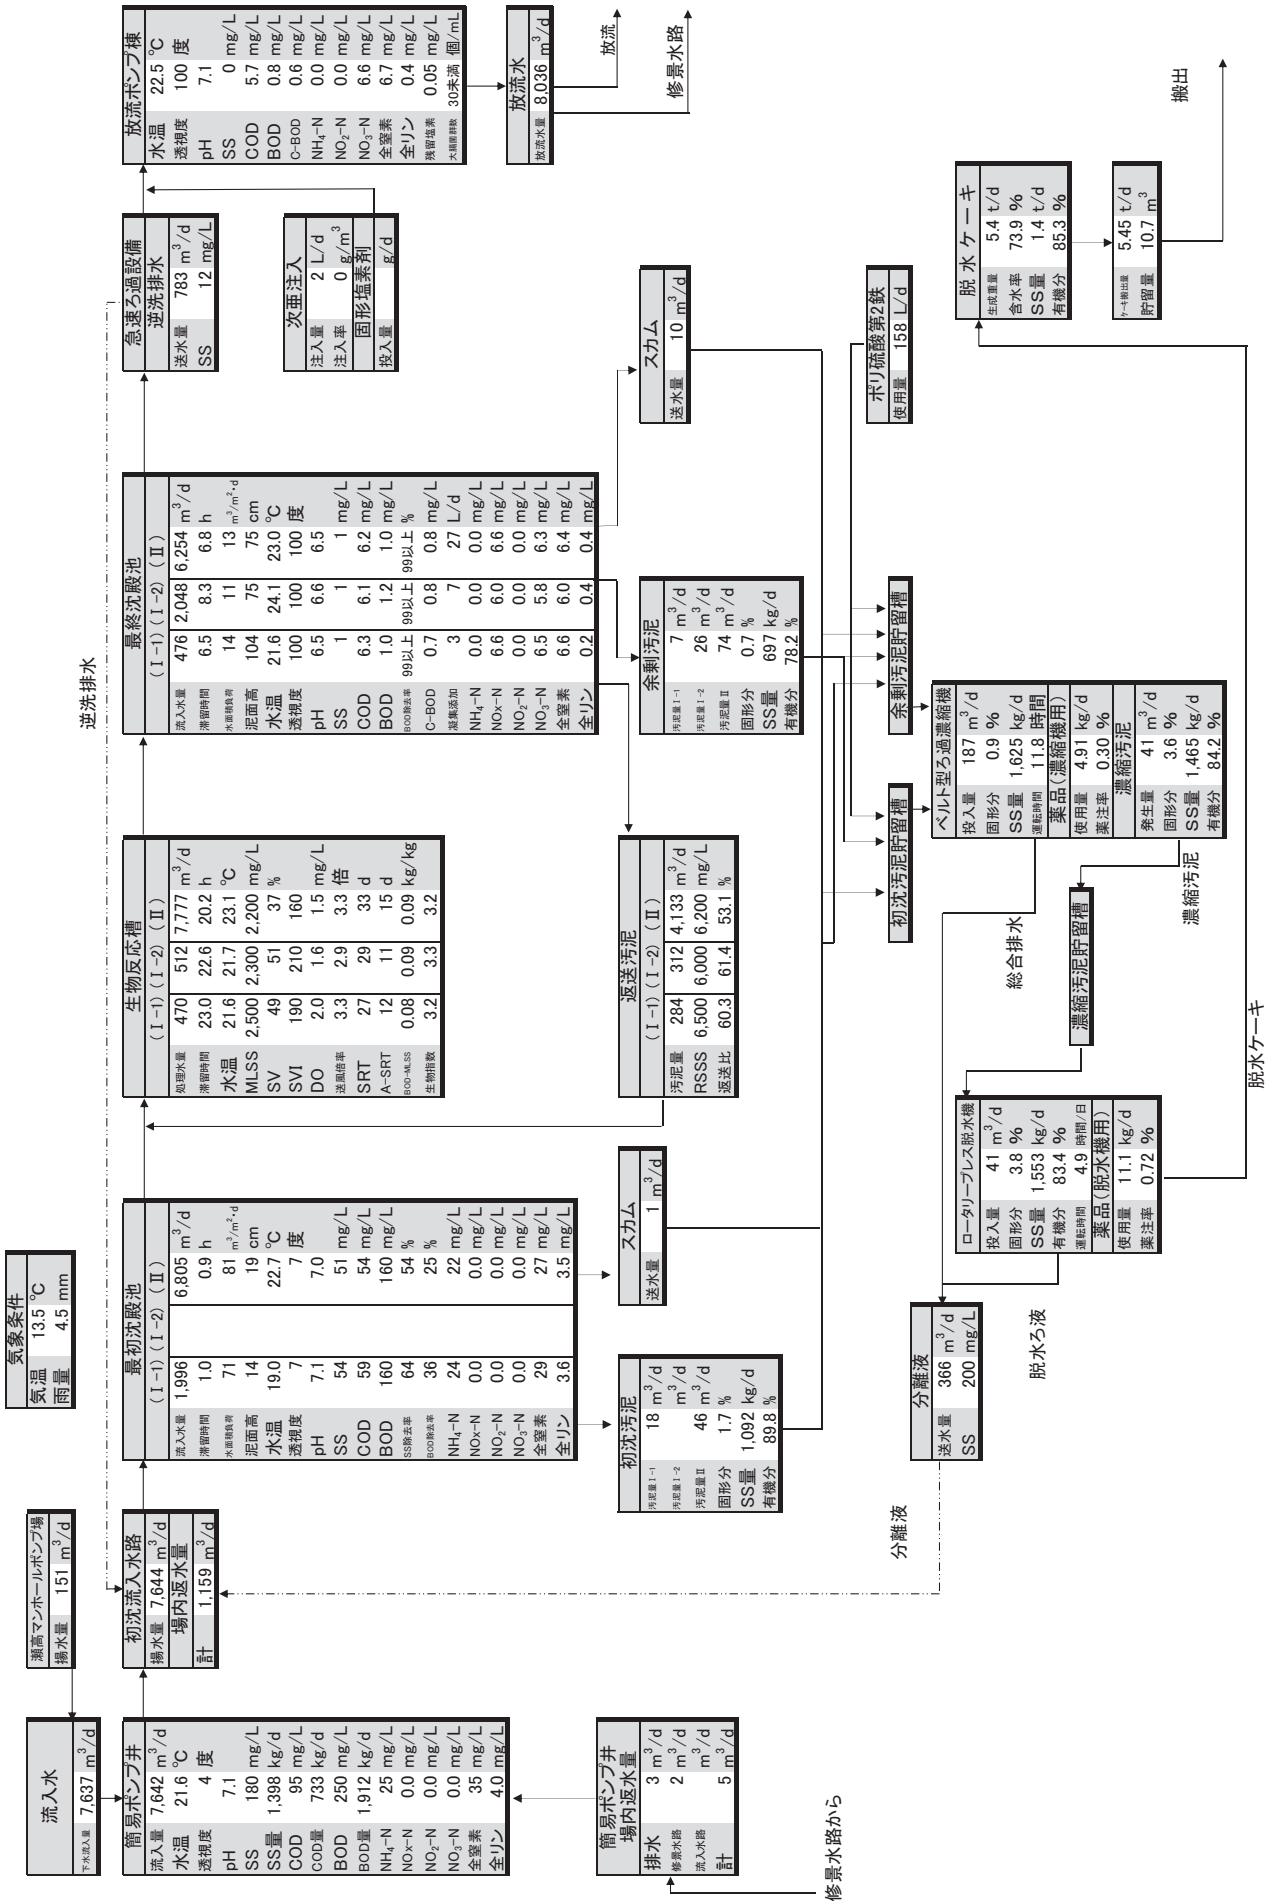 気象条件
気温 13.5 ℃
雨量 4.5 mm
瀬高マンホールポンプ場
揚水量 151 m³/d
流入水
下水流入量 7,637 m³/d
簡易ポンプ井
流入量 7,642 m³/d
水温 21.6 ℃
透視度 4 度
pH 7.1
SS 180 mg/L
SS量 1,398 kg/d
COD 95 mg/L
COD量 733 kg/d
BOD 250 mg/L
BOD量 1,912 kg/d
NH₄-N 25 mg/L
NOx-N 0.0 mg/L
NO₂-N 0.0 mg/L
NO₃-N 0.0 mg/L
全窒素 35 mg/L
全リン 4.0 mg/L
簡易ポンプ井
場内返水量
排水 3 m³/d
修景水路 2 m³/d
流入水路 m³/d
計 5 m³/d
修景水路から
初沈流入水路
揚水量 7,644 m³/d
場内返水量
計 1,159 m³/d
逆洗排水
最初沈殿池
(Ⅰ-1) (Ⅰ-2) (Ⅱ)
流入水量 1,996 6,805 m³/d
滞留時間 1.0 0.9 h
水面積負荷 71 81 m³/m²・d
泥面高 14 19 cm
水温 19.0 22.7 ℃
透視度 7 7 度
pH 7.1 7.0
SS 54 51 mg/L
COD 59 54 mg/L
BOD 160 160 mg/L
SS除去率 64 54 %
BOD除去率 36 25 %
NH₄-N 24 22 mg/L
NOx-N 0.0 0.0 mg/L
NO₂-N 0.0 0.0 mg/L
NO₃-N 0.0 0.0 mg/L
全窒素 29 27 mg/L
全リン 3.6 3.5 mg/L
初沈汚泥
汚泥量Ⅰ-1 18 m³/d
汚泥量Ⅰ-2 m³/d
汚泥量Ⅱ 46 m³/d
固形分 1.7 %
SS量 1,092 kg/d
有機分 89.8 %
スカム
送水量 1 m³/d
生物反応槽
(Ⅰ-1) (Ⅰ-2) (Ⅱ)
処理水量 470 512 7,777 m³/d
滞留時間 23.0 22.6 20.2 h
水温 21.6 21.7 23.1 ℃
MLSS 2,500 2,300 2,200 mg/L
SV 49 51 37 %
SVI 190 210 160
DO 2.0 1.6 1.5 mg/L
送風倍率 3.3 2.9 3.3 倍
SRT 27 29 33 d
A-SRT 12 11 15 d
BOD-MLSS 0.08 0.09 0.09 kg/kg
生物指数 3.2 3.3 3.2
返送汚泥
(Ⅰ-1) (Ⅰ-2) (Ⅱ)
汚泥量 284 312 4,133 m³/d
RSSS 6,500 6,000 6,200 mg/L
返送比 60.3 61.4 53.1 %
最終沈殿池
(Ⅰ-1) (Ⅰ-2) (Ⅱ)
流入水量 476 2,048 6,254 m³/d
滞留時間 6.5 8.3 6.8 h
水面積負荷 14 11 13 m³/m²・d
泥面高 104 75 75 cm
水温 21.6 24.1 23.0 ℃
透視度 100 100 100 度
pH 6.5 6.6 6.5
SS 1 1 1 mg/L
COD 6.3 6.1 6.2 mg/L
BOD 1.0 1.2 1.0 mg/L
BOD除去率 99以上 99以上 99以上 %
C-BOD 0.7 0.8 0.8 mg/L
凝集添加 3 7 27 L/d
NH₄-N 0.0 0.0 0.0 mg/L
NOx-N 6.6 6.0 6.6 mg/L
NO₂-N 0.0 0.0 0.0 mg/L
NO₃-N 6.5 5.8 6.3 mg/L
全窒素 6.6 6.0 6.4 mg/L
全リン 0.2 0.4 0.4 mg/L
余剰汚泥
汚泥量Ⅰ-1 7 m³/d
汚泥量Ⅰ-2 26 m³/d
汚泥量Ⅱ 74 m³/d
固形分 0.7 %
SS量 697 kg/d
有機分 78.2 %
スカム
送水量 10 m³/d
急速ろ過設備
逆洗排水
送水量 783 m³/d
SS 12 mg/L
次亜注入
注入量 2 L/d
注入率 0 g/m³
固形塩素剤
投入量 g/d
放流ポンプ棟
水温 22.5 ℃
透視度 100 度
pH 7.1
SS 0 mg/L
COD 5.7 mg/L
BOD 0.8 mg/L
C-BOD 0.6 mg/L
NH₄-N 0.0 mg/L
NO₂-N 0.0 mg/L
NO₃-N 6.6 mg/L
全窒素 6.7 mg/L
全リン 0.4 mg/L
残留塩素 0.05 mg/L
大腸菌群数 30未満 個/mL
放流水
放流水量 8,036 m³/d
放流
修景水路
ポリ硫酸第2鉄
使用量 158 L/d
初沈汚泥貯留槽
余剰汚泥貯留槽
ベルト型ろ過濃縮機
投入量 187 m³/d
固形分 0.9 %
SS量 1,625 kg/d
運転時間 11.8 時間
薬品(濃縮機用)
使用量 4.91 kg/d
薬注率 0.30 %
濃縮汚泥
発生量 41 m³/d
固形分 3.6 %
SS量 1,465 kg/d
有機分 84.2 %
濃縮汚泥
総合排水
濃縮汚泥貯留槽
ロータリープレス脱水機
投入量 41 m³/d
固形分 3.8 %
SS量 1,553 kg/d
有機分 83.4 %
運転時間 4.9 時間/日
薬品(脱水機用)
使用量 11.1 kg/d
薬注率 0.72 %
脱水ケーキ
脱水ろ液
分離液
送水量 366 m³/d
SS 200 mg/L
分離液
脱水ケーキ
生成重量 5.4 t/d
含水率 73.9 %
SS量 1.4 t/d
有機分 85.3 %
ケーキ搬出量 5.45 t/d
貯留量 10.7 m³
搬出